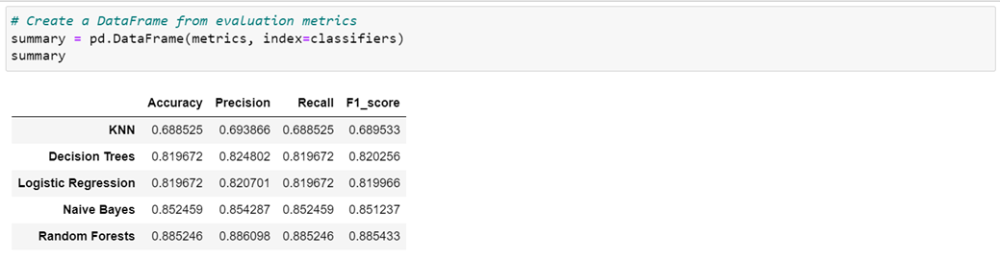 # Create a DataFrame from evaluation metrics
summary = pd.DataFrame(metrics, index=classifiers)
summary
Accuracy Precision Recall F1_score
KNN 0.688525 0.693866 0.688525 0.689533
Decision Trees 0.819672 0.824802 0.819672 0.820256
Logistic Regression 0.819672 0.820701 0.819672 0.819966
Naive Bayes 0.852459 0.854287 0.852459 0.851237
Random Forests 0.885246 0.886098 0.885246 0.885433